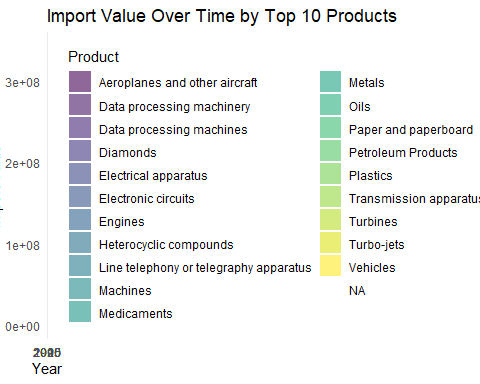 Import Value Over Time by Top 10 Products
Product
Aeroplanes and other aircraft
Data processing machinery
Data processing machines
Diamonds
Electrical apparatus
Electronic circuits
Engines
Heterocyclic compounds
Line telephony or telegraphy apparatus
Machines
Medicaments
Metals
Oils
Paper and paperboard
Petroleum Products
Plastics
Transmission apparatus
Turbines
Turbo-jets
Vehicles
NA
3e+08
2e+08
1e+08
0e+00
Year